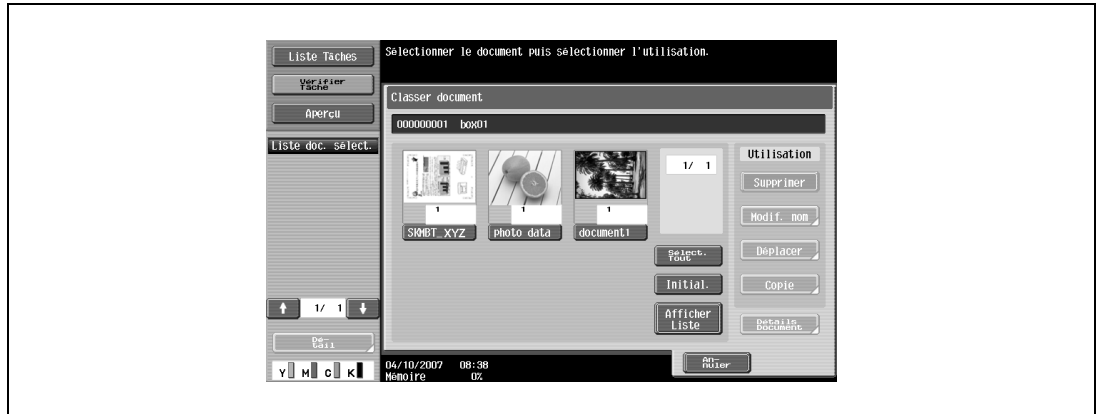 Liste Tâches
Vérifier
Tâche
Aperçu
Liste doc. sélect.
1/ 1
Dé-
tail
Y M C K
Sélectionner le document puis sélectionner l'utilisation.
Classer document
000000001 box01
1
SKMBT_XYZ
1
photo data
1
document1
1/ 1
Sélect.
Tout
Initial.
Afficher
Liste
Utilisation
Supprimer
Modif. nom
Déplacer
Copie
Détails
Document
An-
nuler
04/10/2007 08:38
Mémoire 0%